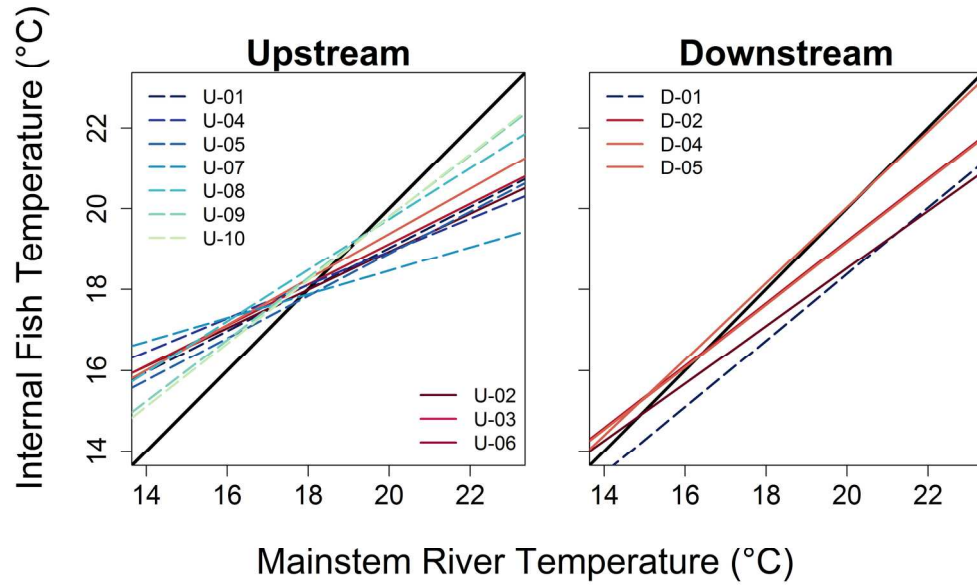 Upstream
Downstream
Internal Fish Temperature (°C)
22
20
18
16
14
U-01
U-04
U-05
U-07
U-08
U-09
U-10
U-02
U-03
U-06
14 16 18 20 22
D-01
D-02
D-04
D-05
14 16 18 20 22
Mainstem River Temperature (°C)